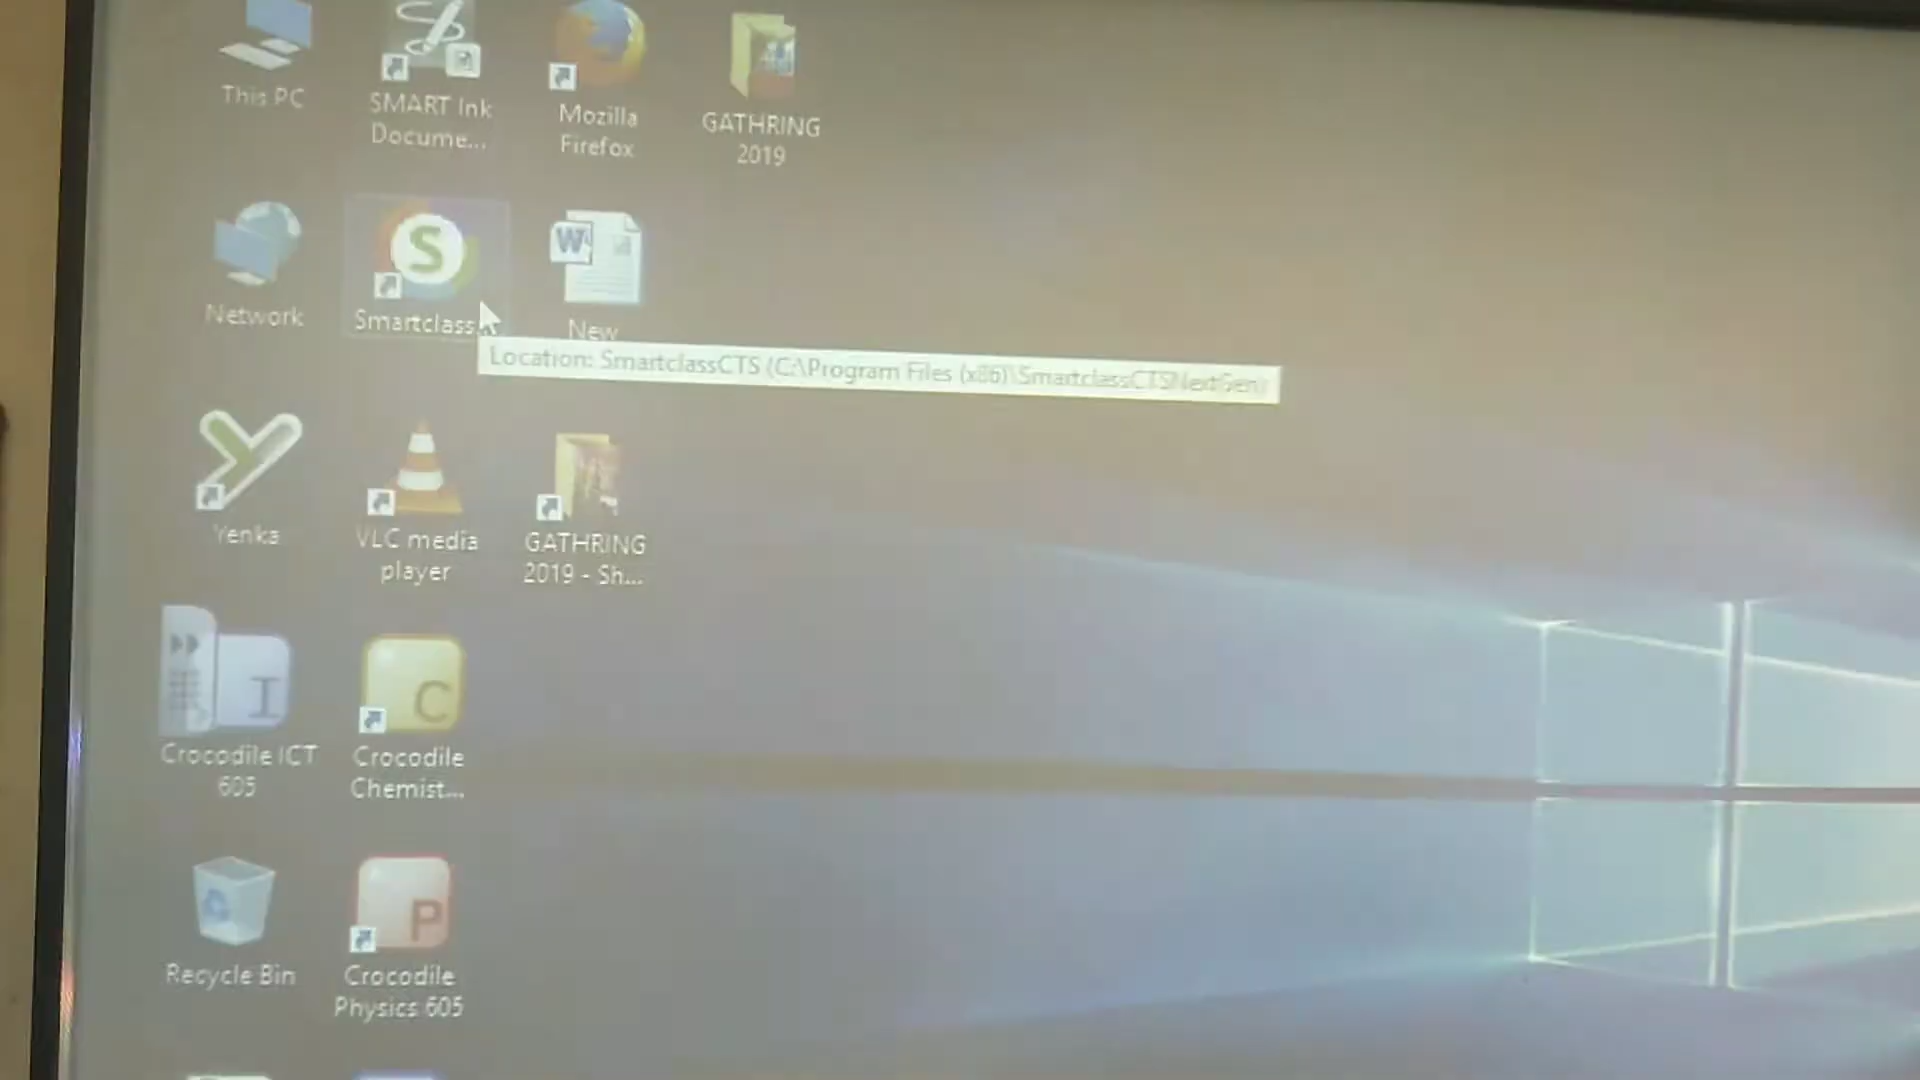 This PC
SMART Ink
Docume...
Mozilla
Firefox
GATHRING
2019
Network
S
Smartclass
W
New
Location: SmartclassCTS (C:\Program Files (x86)\SmartclassCTSNextGen)
Yenka
VLC media
player
GATHRING
2019 - Sh...
I
Crocodile ICT
605
C
Crocodile
Chemist...
Recycle Bin
P
Crocodile
Physics 605